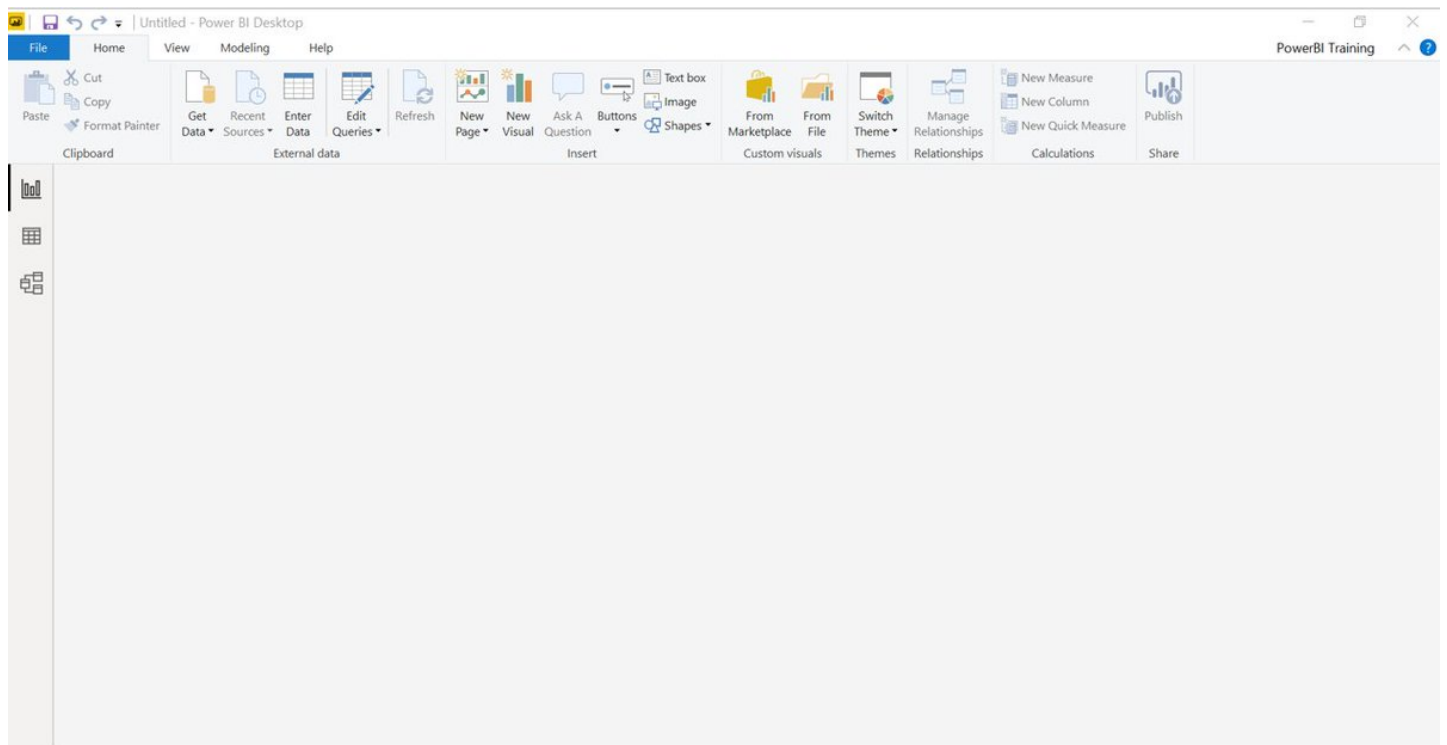 Untitled - Power BI Desktop
File Home View Modeling Help PowerBI Training ?
Paste
Cut
Copy
Format Painter
Clipboard
Get Data
Recent Sources
Enter Data
Edit Queries
Refresh
External data
New Page
New Visual
Ask A Question
Buttons
Text box
Image
Shapes
Insert
From Marketplace
From File
Custom visuals
Switch Theme
Themes
Manage Relationships
Relationships
New Measure
New Column
New Quick Measure
Calculations
Publish
Share